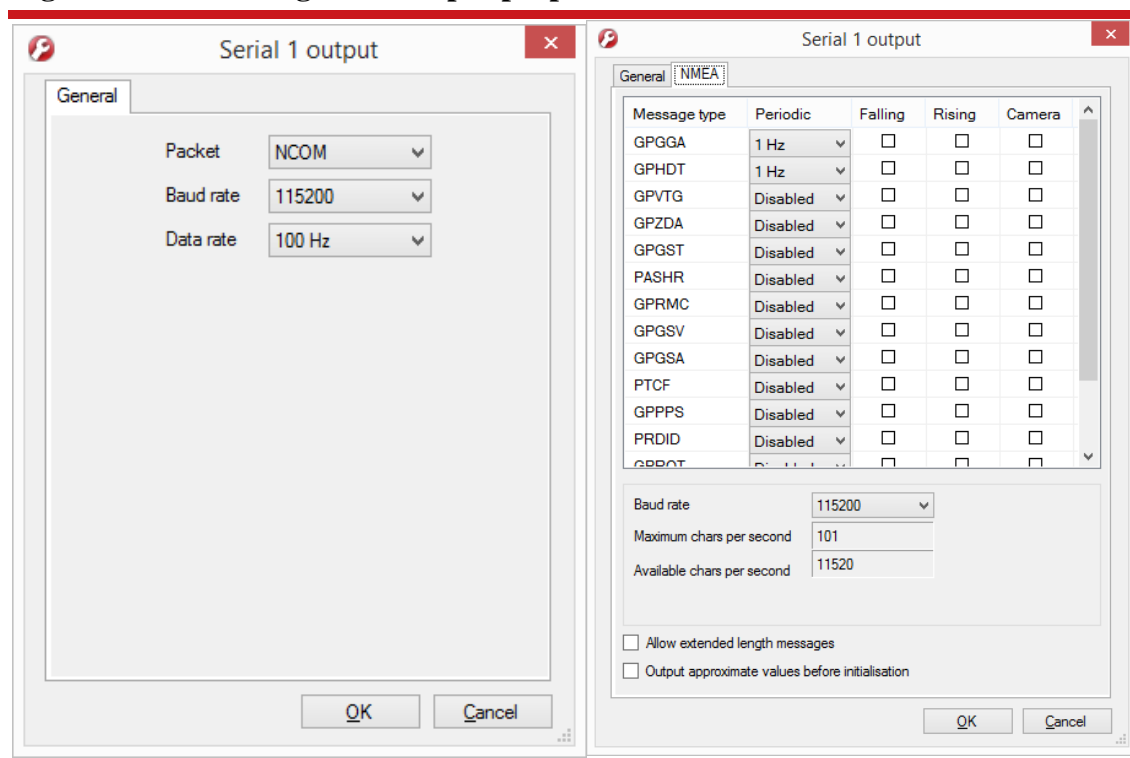 Serial 1 output
General
Packet NCOM
Baud rate 115200
Data rate 100 Hz
OK Cancel
Serial 1 output
General NMEA
Message type Periodic Falling Rising Camera
GPGGA 1 Hz
GPHDT 1 Hz
GPVTG Disabled
GPZDA Disabled
GPGST Disabled
PASHR Disabled
GPRMC Disabled
GPGSV Disabled
GPGSA Disabled
PTCF Disabled
GPPPS Disabled
PRDID Disabled
Baud rate 115200
Maximum chars per second 101
Available chars per second 11520
Allow extended length messages
Output approximate values before initialisation
OK Cancel